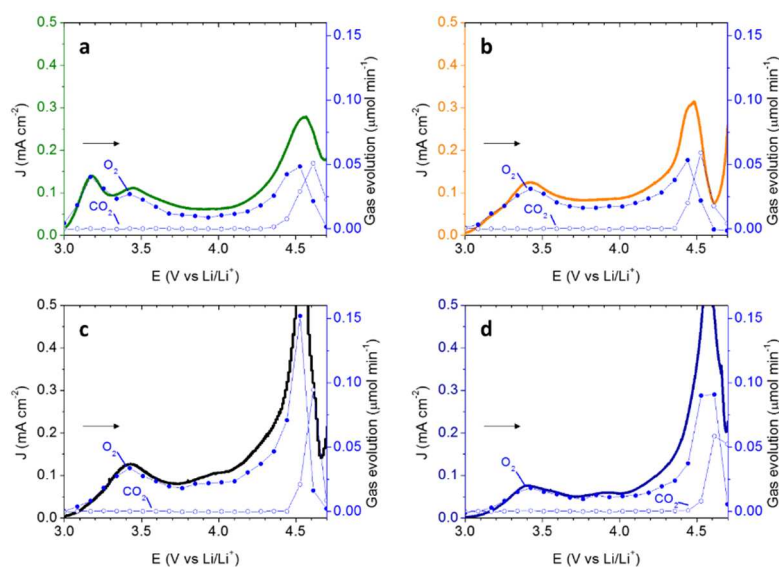 a
0.5
0.4
0.3
0.2
0.1
0.0
J (mA cm⁻²)
O₂
CO₂
0.15
0.10
0.05
0.00
Gas evolution (µmol min⁻¹)
3.0 3.5 4.0 4.5
E (V vs Li/Li⁺)
b
0.5
0.4
0.3
0.2
0.1
0.0
J (mA cm⁻²)
O₂
CO₂
0.15
0.10
0.05
0.00
Gas evolution (µmol min⁻¹)
3.0 3.5 4.0 4.5
E (V vs Li/Li⁺)
c
0.5
0.4
0.3
0.2
0.1
0.0
J (mA cm⁻²)
O₂
CO₂
0.15
0.10
0.05
0.00
Gas evolution (µmol min⁻¹)
3.0 3.5 4.0 4.5
E (V vs Li/Li⁺)
d
0.5
0.4
0.3
0.2
0.1
0.0
J (mA cm⁻²)
O₂
CO₂
0.15
0.10
0.05
0.00
Gas evolution (µmol min⁻¹)
3.0 3.5 4.0 4.5
E (V vs Li/Li⁺)